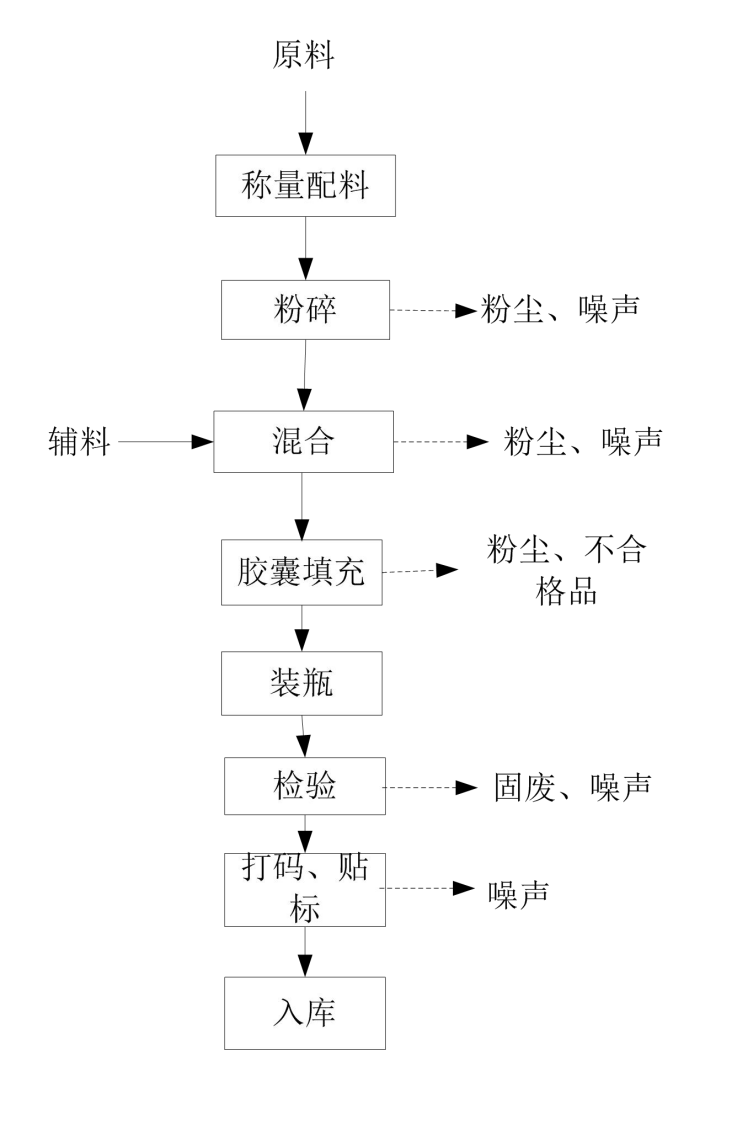 原料
称量配料
粉碎
粉尘、噪声
辅料
混合
粉尘、噪声
胶囊填充
粉尘、不合
格品
装瓶
检验
固废、噪声
打码、贴
标
噪声
入库